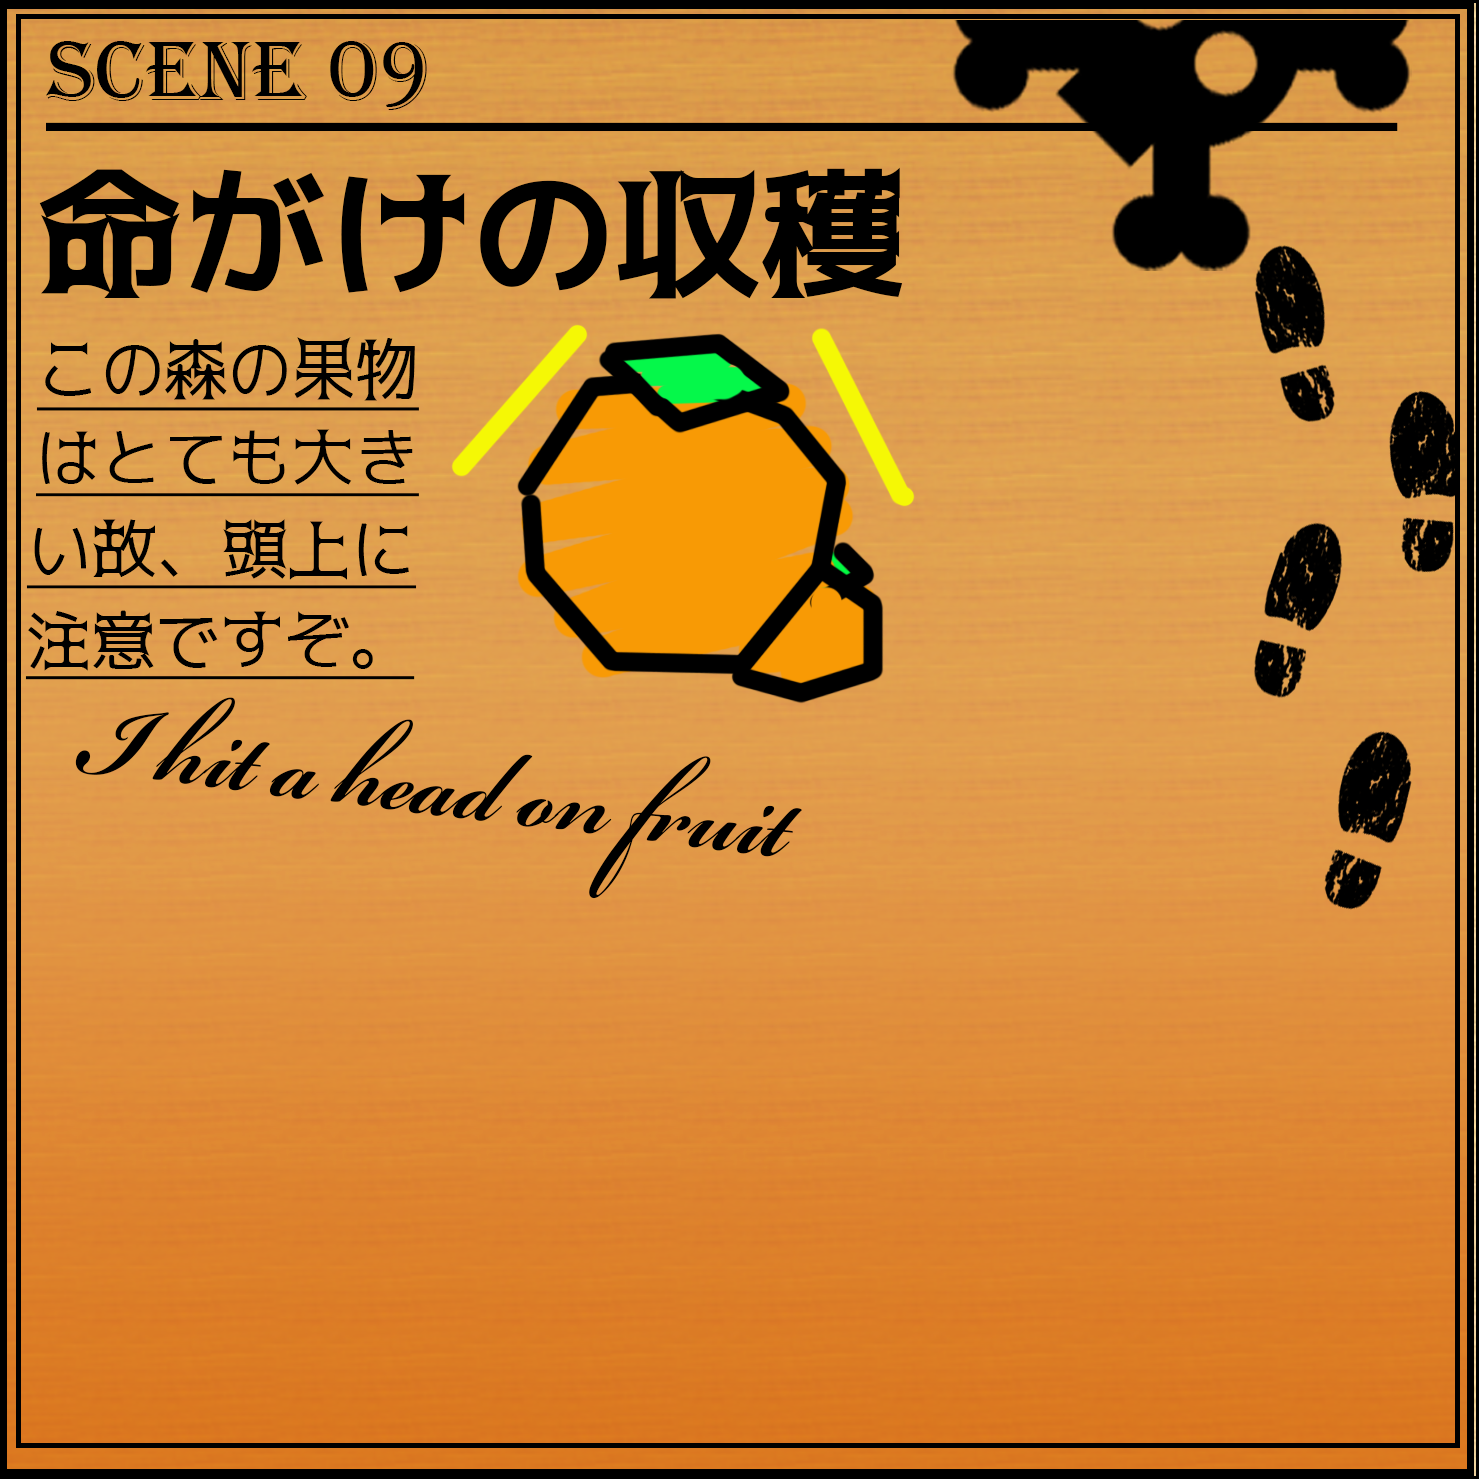 SCENE 09
命がけの収穫
この森の果物
はとても大き
い故、頭上に
注意ですぞ。
I hit a head on fruit